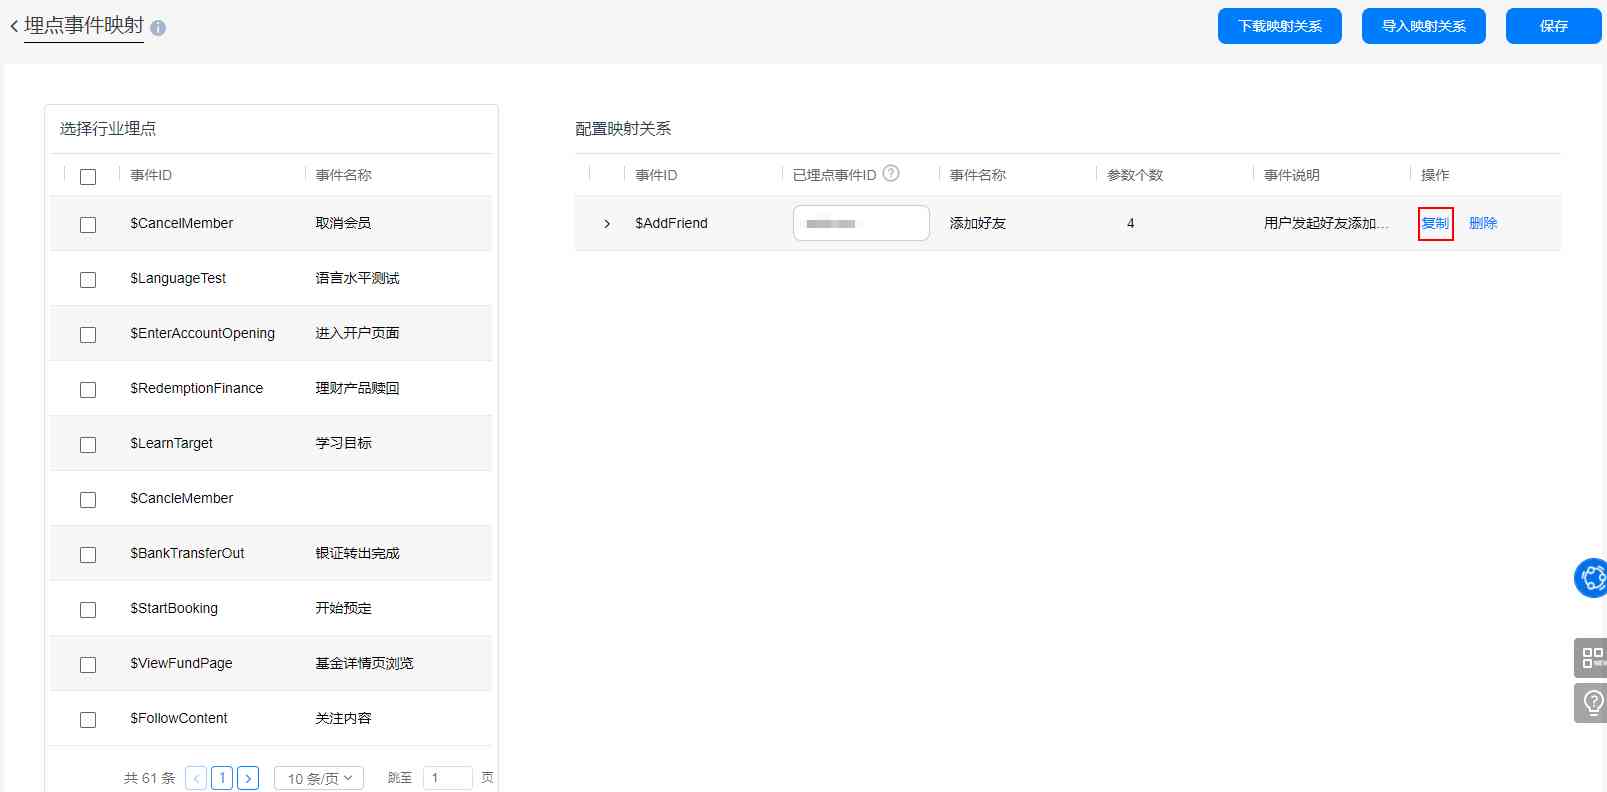 埋点事件映射
下载映射关系 导入映射关系 保存
选择行业埋点
事件ID 事件名称
$CancelMember 取消会员
$LanguageTest 语言水平测试
$EnterAccountOpening 进入开户页面
$RedemptionFinance 理财产品赎回
$LearnTarget 学习目标
$CancleMember
$BankTransferOut 银证转出完成
$StartBooking 开始预定
$ViewFundPage 基金详情页浏览
$FollowContent 关注内容
共 61 条 < 1 > 10 条/页 跳至 1 页
配置映射关系
事件ID 已埋点事件ID ? 事件名称 参数个数 事件说明 操作
$AddFriend 添加好友 4 用户发起好友添加... 复制 删除
NEW